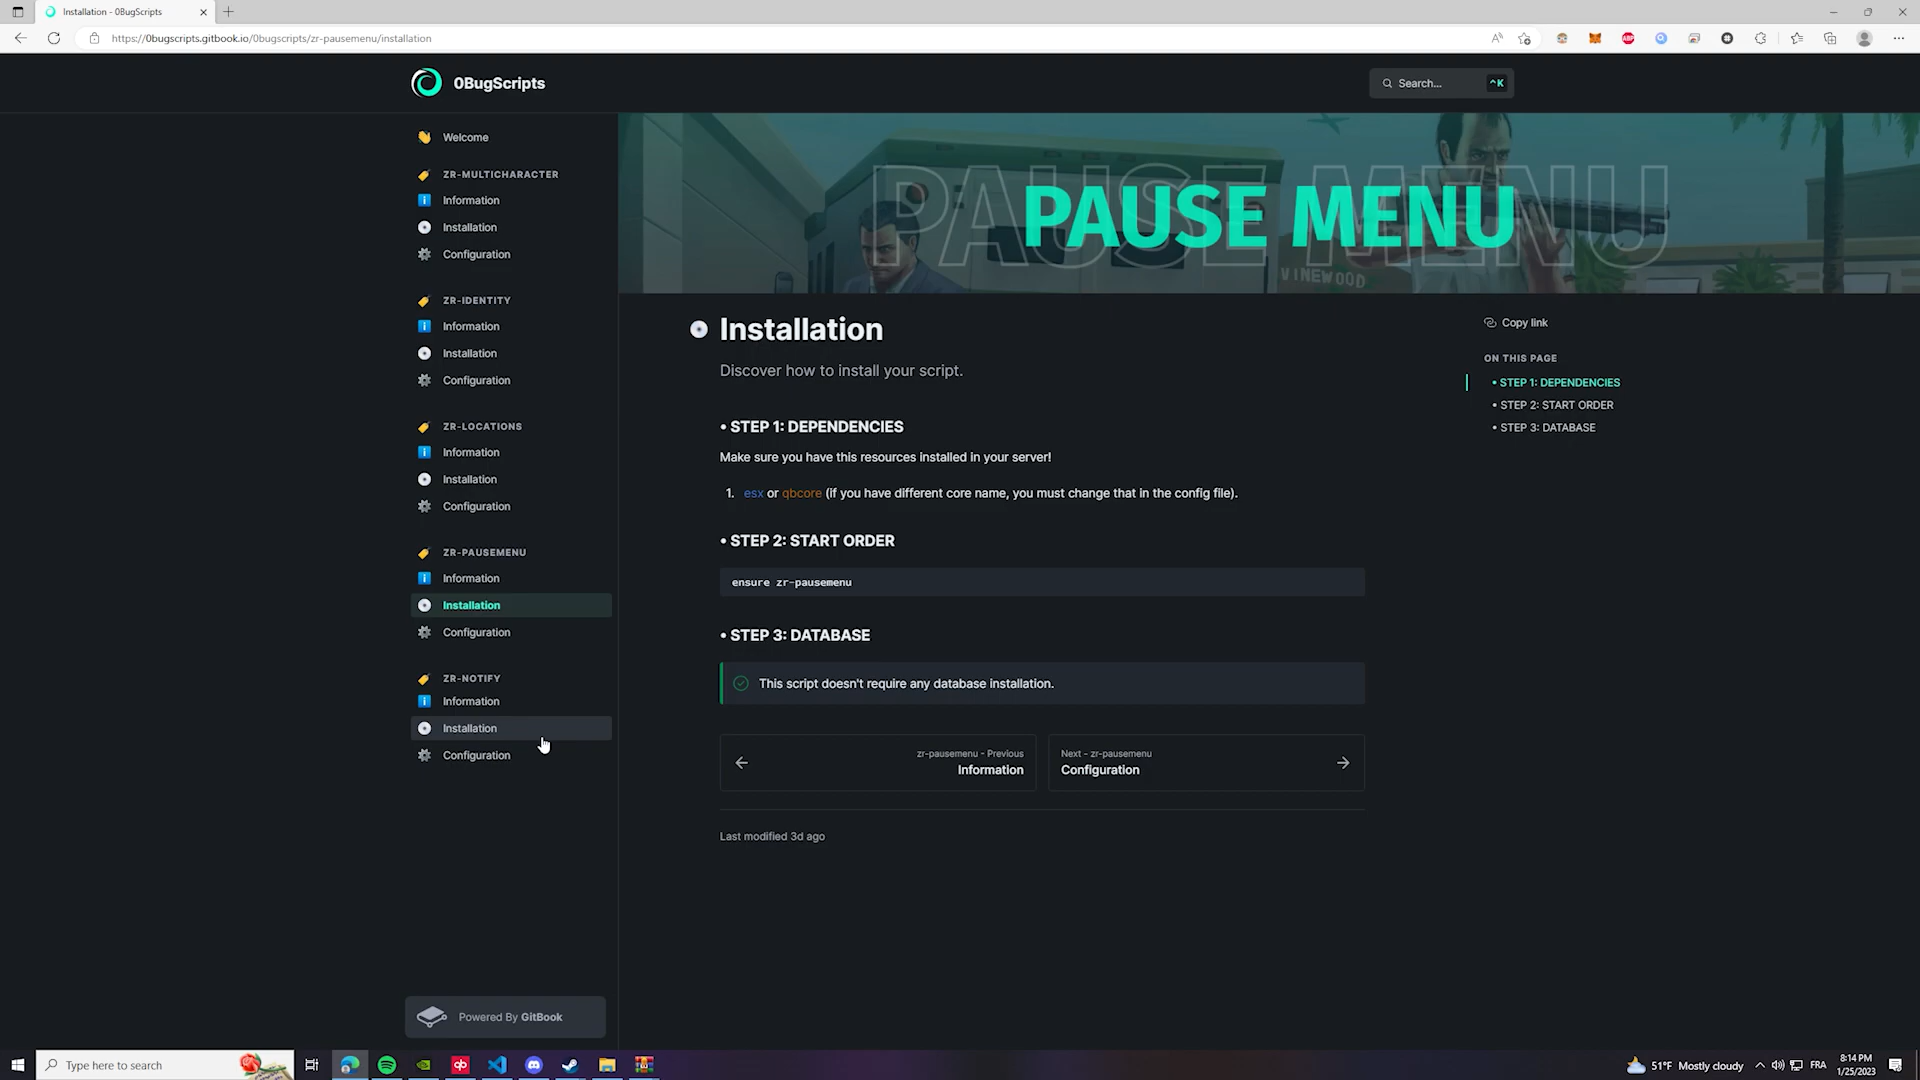 Installation - 0BugScripts
https://0bugscripts.gitbook.io/0bugscripts/zr-pausemenu/installation
0BugScripts
Search...
^K
Welcome
ZR-MULTICHARACTER
Information
Installation
Configuration
ZR-IDENTITY
Information
Installation
Configuration
ZR-LOCATIONS
Information
Installation
Configuration
ZR-PAUSEMENU
Information
Installation
Configuration
ZR-NOTIFY
Information
Installation
Configuration
Powered By GitBook
PAUSE MENU
PAUSE MENU
VINEWOOD
Installation
Discover how to install your script.
• STEP 1: DEPENDENCIES
Make sure you have this resources installed in your server!
1. esx or qbcore (if you have different core name, you must change that in the config file).
• STEP 2: START ORDER
ensure zr-pausemenu
• STEP 3: DATABASE
This script doesn't require any database installation.
zr-pausemenu - Previous
Information
Next - zr-pausemenu
Configuration
Last modified 3d ago
Copy link
ON THIS PAGE
• STEP 1: DEPENDENCIES
• STEP 2: START ORDER
• STEP 3: DATABASE
Type here to search
51°F Mostly cloudy
FRA
8:14 PM
1/25/2023